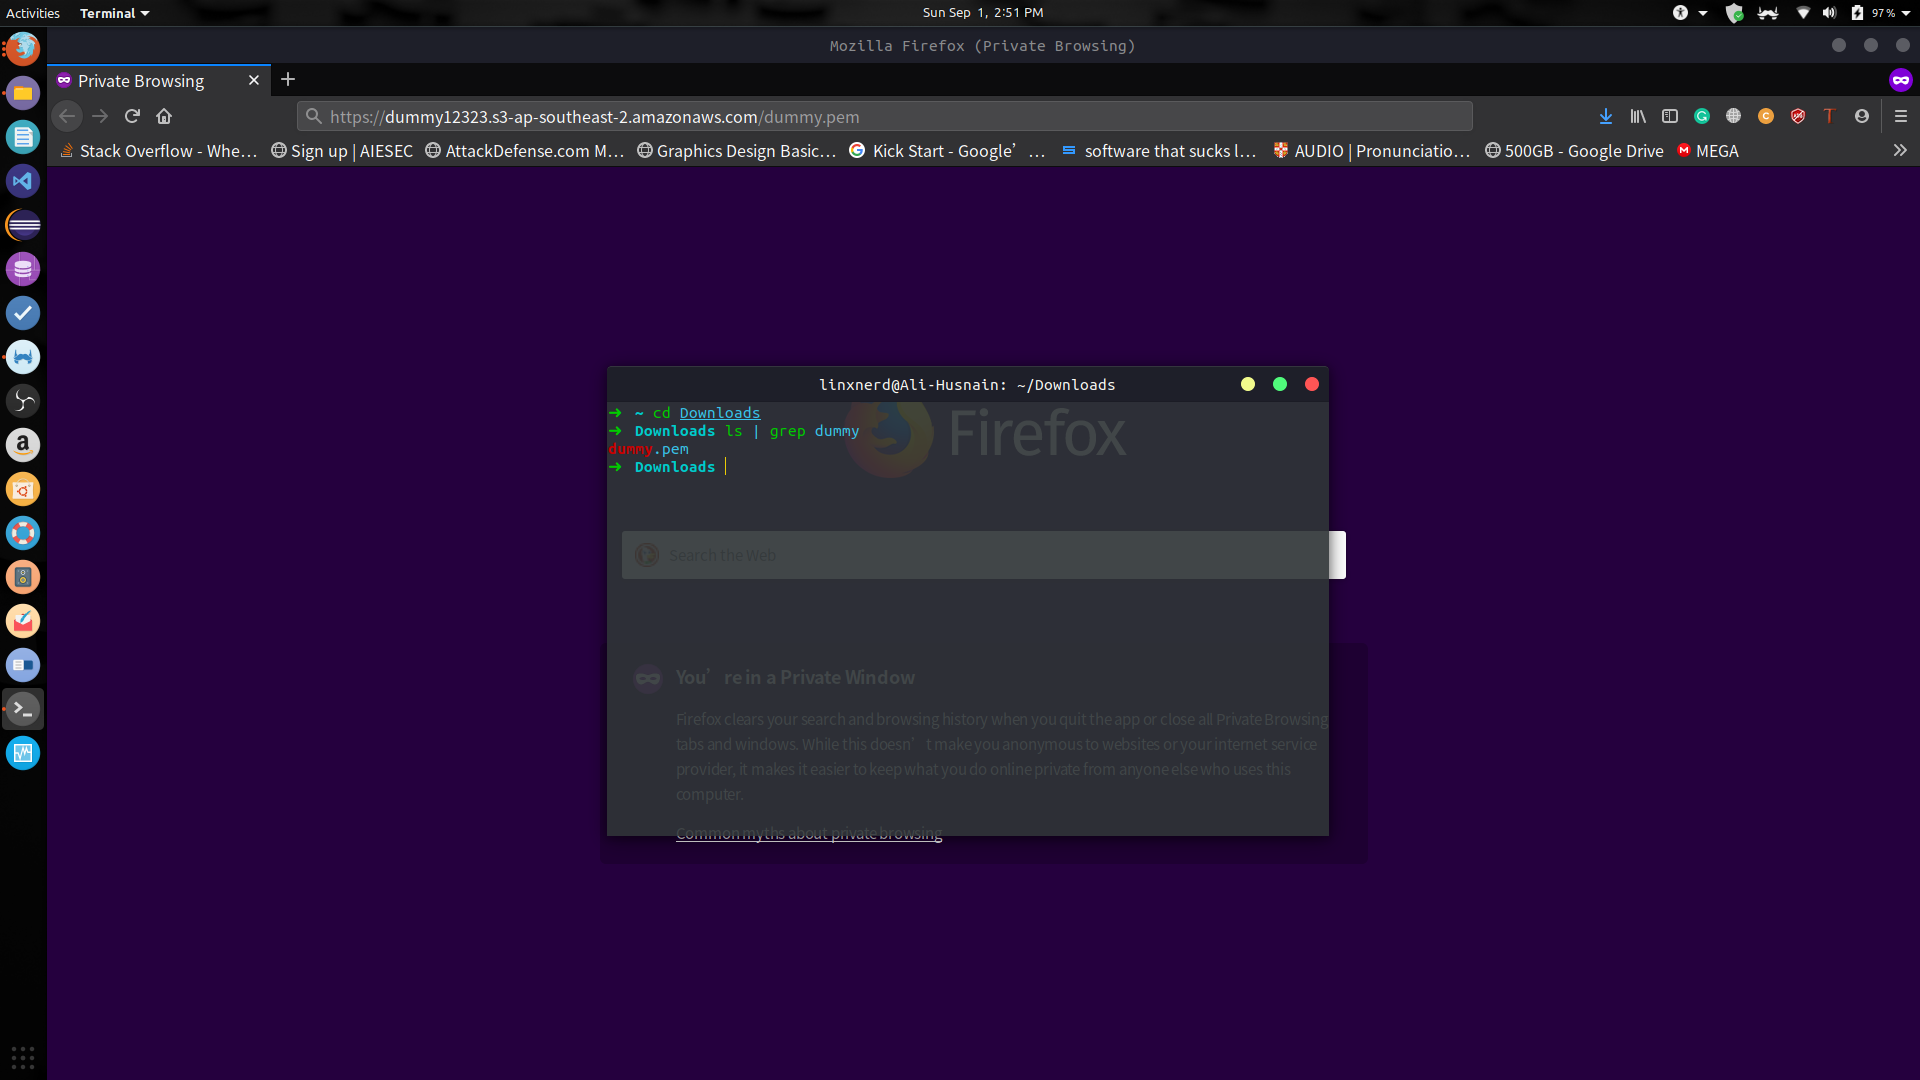 Activities Terminal Sun Sep 1, 2:51 PM 97 %
Mozilla Firefox (Private Browsing)
Private Browsing
https://dummy12323.s3-ap-southeast-2.amazonaws.com/dummy.pem
Stack Overflow - Whe… Sign up | AIESEC AttackDefense.com M… Graphics Design Basic… Kick Start - Google’ … software that sucks l… AUDIO | Pronunciatio… 500GB - Google Drive MEGA
linxnerd@Ali-Husnain: ~/Downloads
➜ ~ cd Downloads
➜ Downloads ls | grep dummy
dummy.pem
➜ Downloads
Firefox
Search the Web
You’re in a Private Window
Firefox clears your search and browsing history when you quit the app or close all Private Browsing
tabs and windows. While this doesn’t make you anonymous to websites or your internet service
provider, it makes it easier to keep what you do online private from anyone else who uses this
computer.
Common myths about private browsing